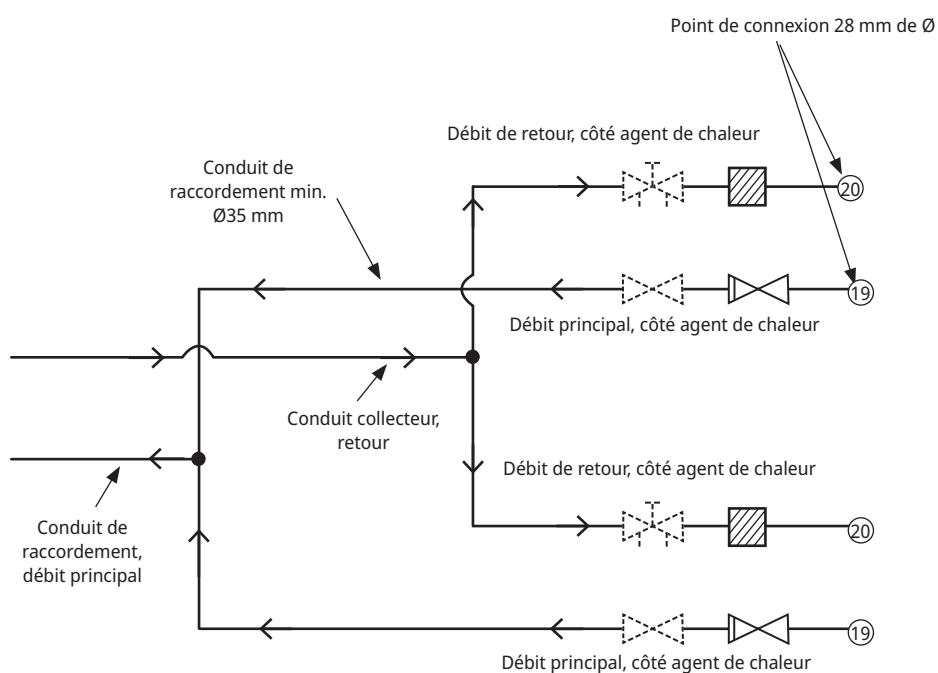 Point de connexion 28 mm de Ø
Débit de retour, côté agent de chaleur
Conduit de
raccordement min.
Ø35 mm
20
19
Débit principal, côté agent de chaleur
Conduit collecteur,
retour
Débit de retour, côté agent de chaleur
Conduit de
raccordement,
débit principal
20
19
Débit principal, côté agent de chaleur